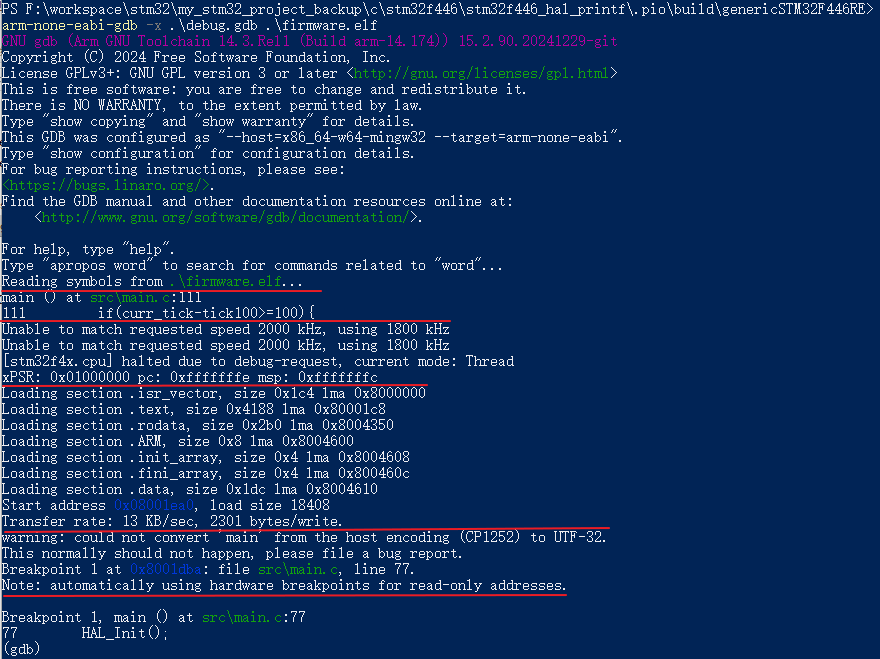 PS F:\workspace\stm32\my_stm32_project_backup\c\stm32f446\stm32f446_hal_printf\.pio\build\genericSTM32F446RE>
arm-none-eabi-gdb -x .\debug.gdb .\firmware.elf
GNU gdb (Arm GNU Toolchain 14.3.Rel1 (Build arm-14.174)) 15.2.90.20241229-git
Copyright (C) 2024 Free Software Foundation, Inc.
License GPLv3+: GNU GPL version 3 or later <http://gnu.org/licenses/gpl.html>
This is free software: you are free to change and redistribute it.
There is NO WARRANTY, to the extent permitted by law.
Type "show copying" and "show warranty" for details.
This GDB was configured as "--host=x86_64-w64-mingw32 --target=arm-none-eabi".
Type "show configuration" for configuration details.
For bug reporting instructions, please see:
<https://bugs.linaro.org/>.
Find the GDB manual and other documentation resources online at:
    <http://www.gnu.org/software/gdb/documentation/>.

For help, type "help".
Type "apropos word" to search for commands related to "word"...
Reading symbols from .\firmware.elf...
main () at src\main.c:111
111         if(curr_tick-tick100>=100){
Unable to match requested speed 2000 kHz, using 1800 kHz
Unable to match requested speed 2000 kHz, using 1800 kHz
[stm32f4x.cpu] halted due to debug-request, current mode: Thread
xPSR: 0x01000000 pc: 0xfffffffe msp: 0xfffffffc
Loading section .isr_vector, size 0x1c4 lma 0x8000000
Loading section .text, size 0x4188 lma 0x80001c8
Loading section .rodata, size 0x2b0 lma 0x8004350
Loading section .ARM, size 0x8 lma 0x8004600
Loading section .init_array, size 0x4 lma 0x8004608
Loading section .fini_array, size 0x4 lma 0x800460c
Loading section .data, size 0x1dc lma 0x8004610
Start address 0x08001ea0, load size 18408
Transfer rate: 13 KB/sec, 2301 bytes/write.
warning: could not convert 'main' from the host encoding (CP1252) to UTF-32.
This normally should not happen, please file a bug report.
Breakpoint 1 at 0x8001dba: file src\main.c, line 77.
Note: automatically using hardware breakpoints for read-only addresses.

Breakpoint 1, main () at src\main.c:77
77        HAL_Init();
(gdb)